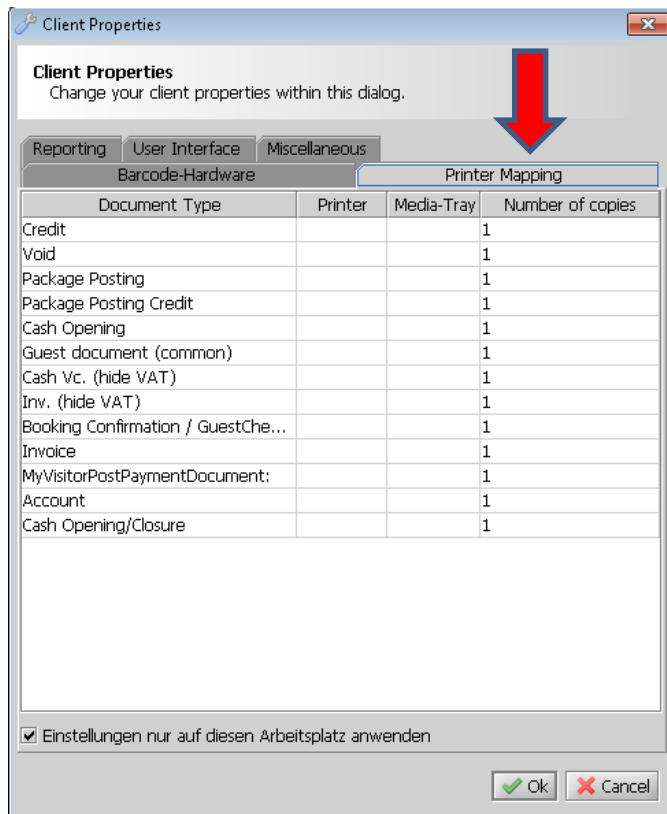 Client Properties
Client Properties
Change your client properties within this dialog.
Reporting User Interface Miscellaneous
Barcode-Hardware Printer Mapping
Document Type Printer Media-Tray Number of copies
Credit 1
Void 1
Package Posting 1
Package Posting Credit 1
Cash Opening 1
Guest document (common) 1
Cash Vc. (hide VAT) 1
Inv. (hide VAT) 1
Booking Confirmation / GuestChe... 1
Invoice 1
MyVisitorPostPaymentDocument: 1
Account 1
Cash Opening/Closure 1
Einstellungen nur auf diesen Arbeitsplatz anwenden
Ok Cancel